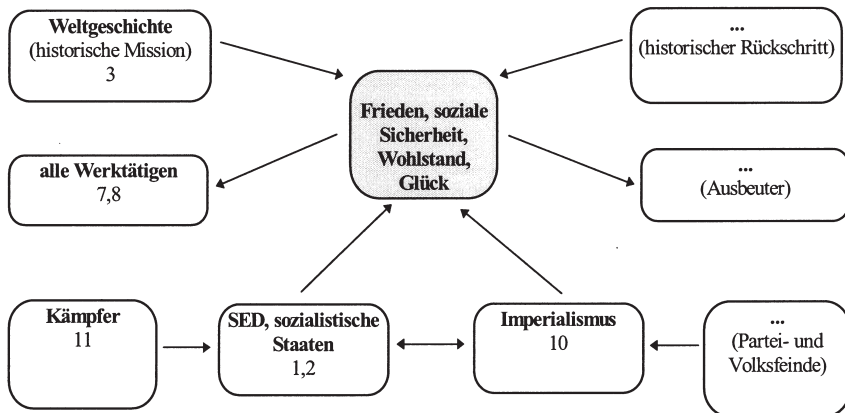 Weltgeschichte
(historische Mission)
3
...
(historischer Rückschritt)
Frieden, soziale
Sicherheit,
Wohlstand,
Glück
alle Werktätigen
7,8
...
(Ausbeuter)
Kämpfer
11
SED, sozialistische
Staaten
1,2
Imperialismus
10
...
(Partei- und
Volksfeinde)